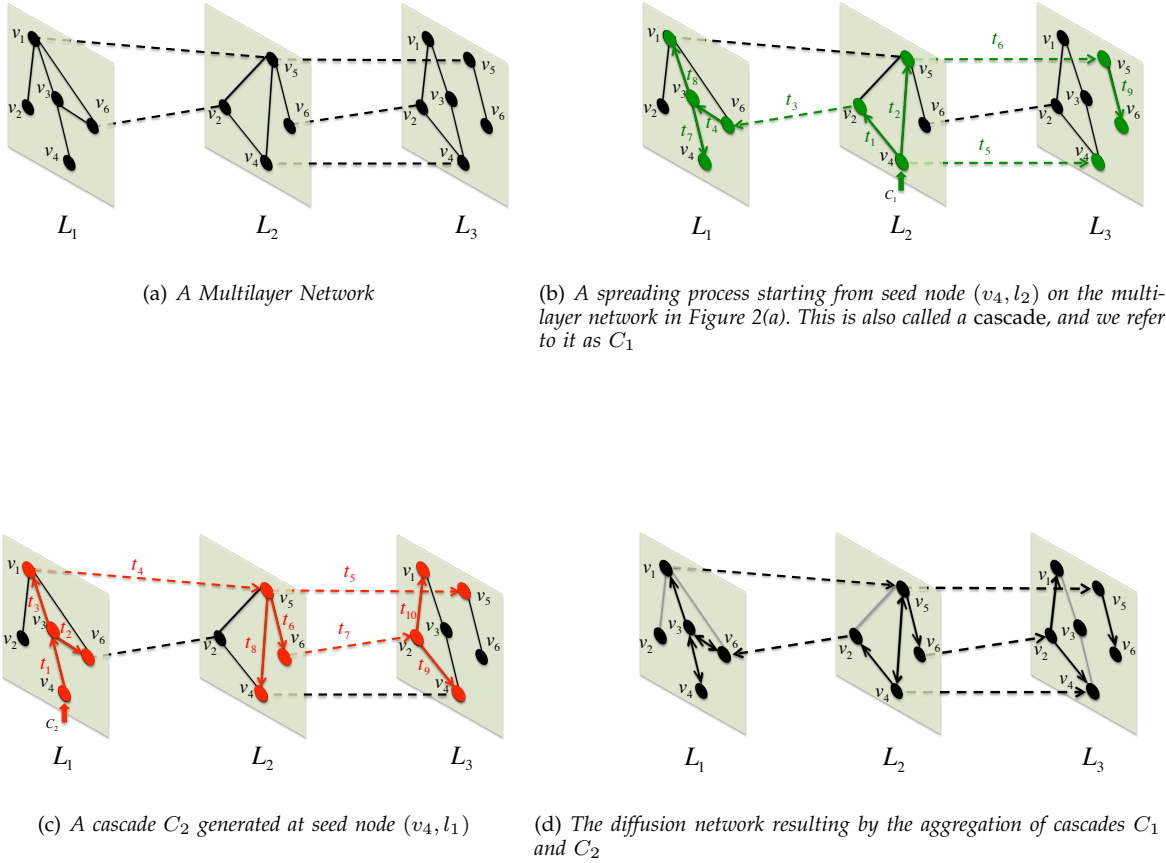 v1
v2
v3
v6
v4
L1
v5
v2
v6
v4
L2
v1
v5
v3
v2
v6
v4
L3
(a) A Multilayer Network
v1
t8
v3
v2
v6
t4
t7
v4
L1
t3
v5
v2
t2
v6
t1
v4
C1
L2
t6
t5
v1
v5
t9
v3
v2
v6
v4
L3
(b) A spreading process starting from seed node (v4, l2) on the multi-
layer network in Figure 2(a). This is also called a cascade, and we refer
to it as C1
v1
t3
v3
t2
v2
v6
t1
v4
C2
L1
t4
v5
t6
v2
v6
t8
v4
L2
t5
t7
v1
v5
t10
v3
v2
v6
t9
v4
L3
(c) A cascade C2 generated at seed node (v4, l1)
v1
v3
v2
v6
v4
L1
v5
v2
v6
v4
L2
v1
v5
v3
v2
v6
v4
L3
(d) The diffusion network resulting by the aggregation of cascades C1
and C2